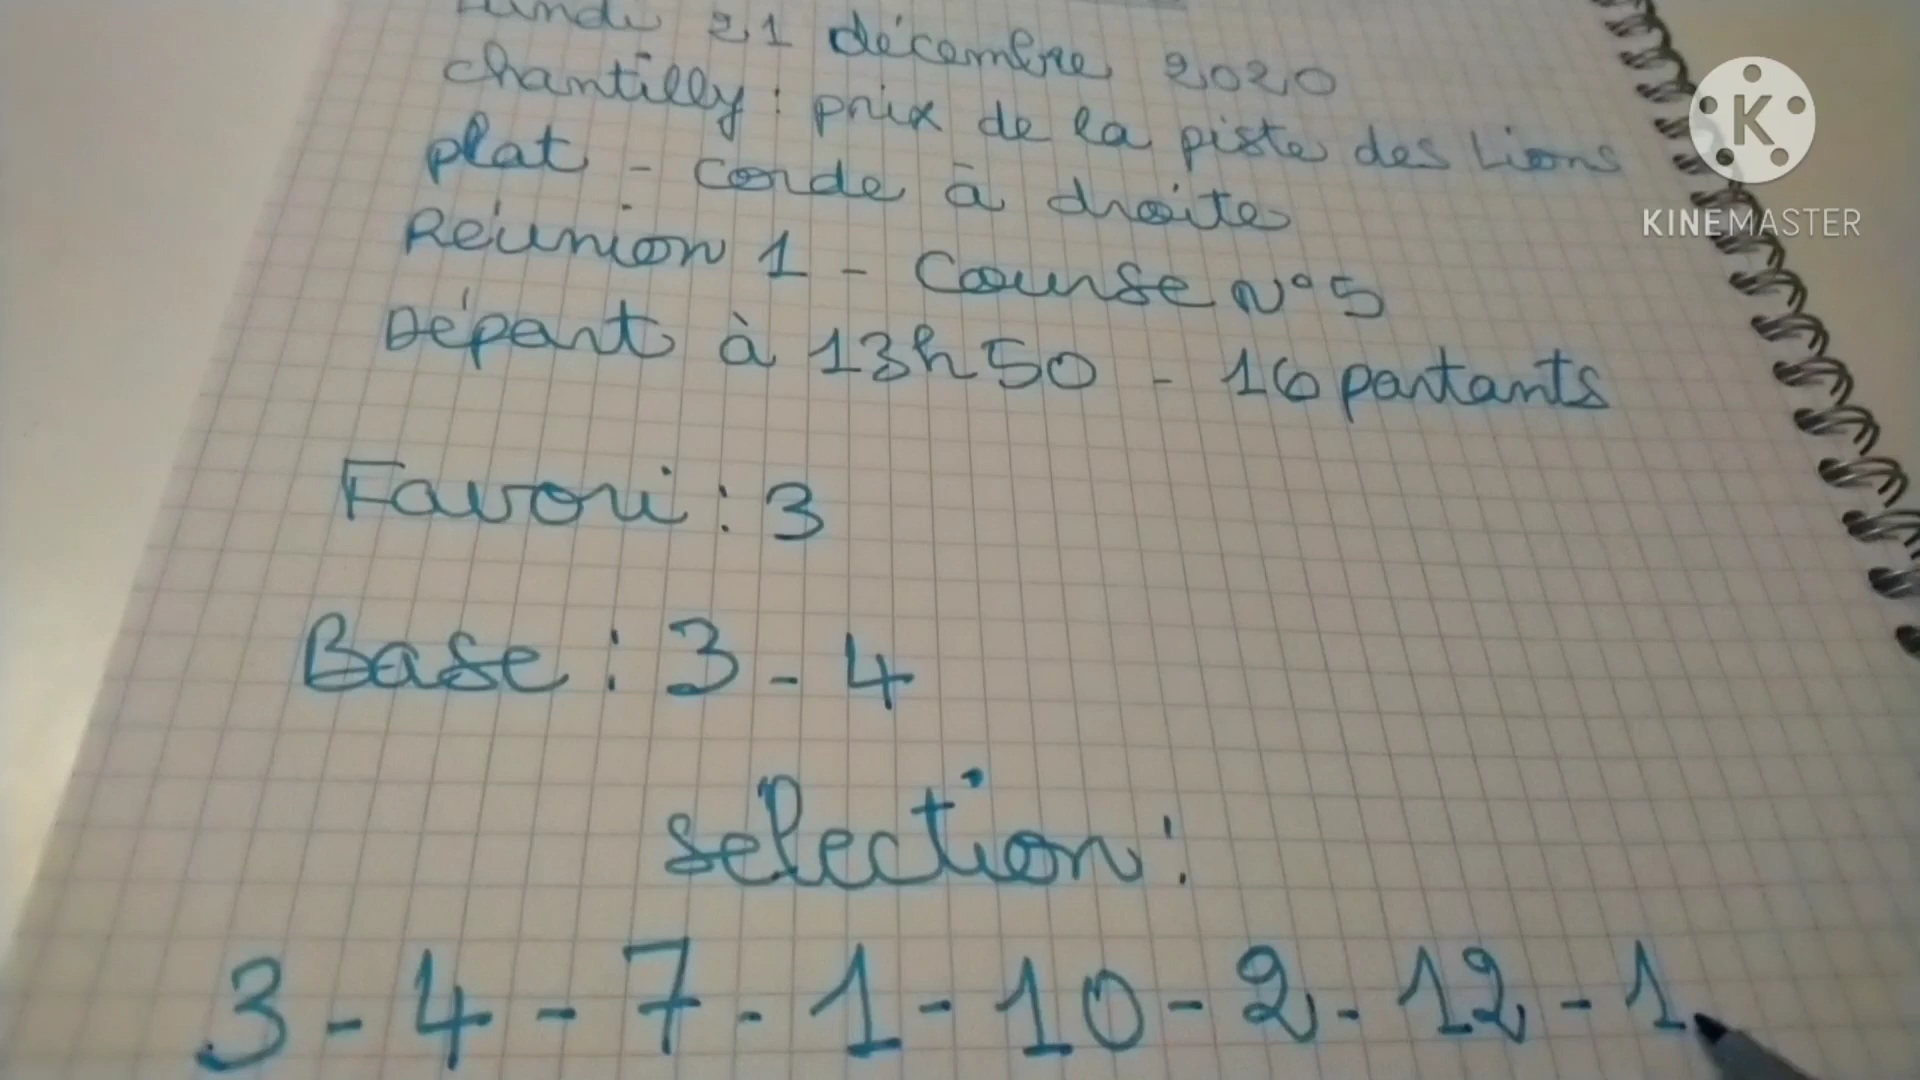 Lundi 21 décembre 2020
chantilly : prix de la piste des Lions
plat - corde à droite
Réunion 1 - Course N°5
Départ à 13h50 - 16 partants
Favori : 3
Base : 3 - 4
selection :
3 - 4 - 7 - 1 - 10 - 2 - 12 - 1
K
KINEMASTER